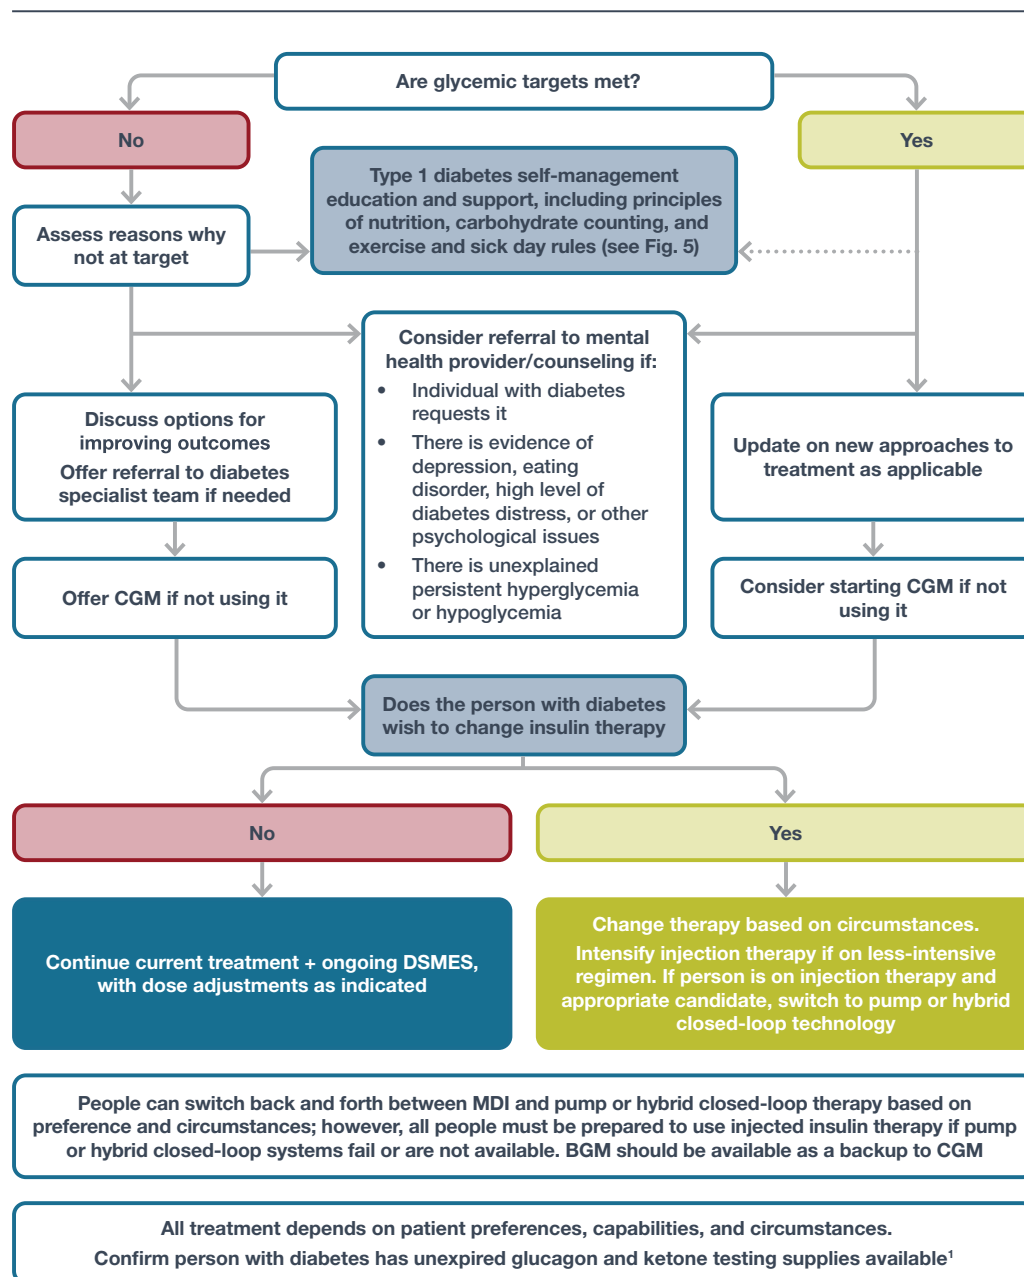 Are glycemic targets met?
No
Yes
Type 1 diabetes self-management
education and support, including principles
of nutrition, carbohydrate counting, and
exercise and sick day rules (see Fig. 5)
Assess reasons why
not at target
Consider referral to mental
health provider/counseling if:
• Individual with diabetes
requests it
• There is evidence of
depression, eating
disorder, high level of
diabetes distress, or other
psychological issues
• There is unexplained
persistent hyperglycemia
or hypoglycemia
Discuss options for
improving outcomes
Offer referral to diabetes
specialist team if needed
Update on new approaches to
treatment as applicable
Offer CGM if not using it
Consider starting CGM if not
using it
Does the person with diabetes
wish to change insulin therapy
No
Yes
Continue current treatment + ongoing DSMES,
with dose adjustments as indicated
Change therapy based on circumstances.
Intensify injection therapy if on less-intensive
regimen. If person is on injection therapy and
appropriate candidate, switch to pump or hybrid
closed-loop technology
People can switch back and forth between MDI and pump or hybrid closed-loop therapy based on
preference and circumstances; however, all people must be prepared to use injected insulin therapy if pump
or hybrid closed-loop systems fail or are not available. BGM should be available as a backup to CGM
All treatment depends on patient preferences, capabilities, and circumstances.
Confirm person with diabetes has unexpired glucagon and ketone testing supplies available¹